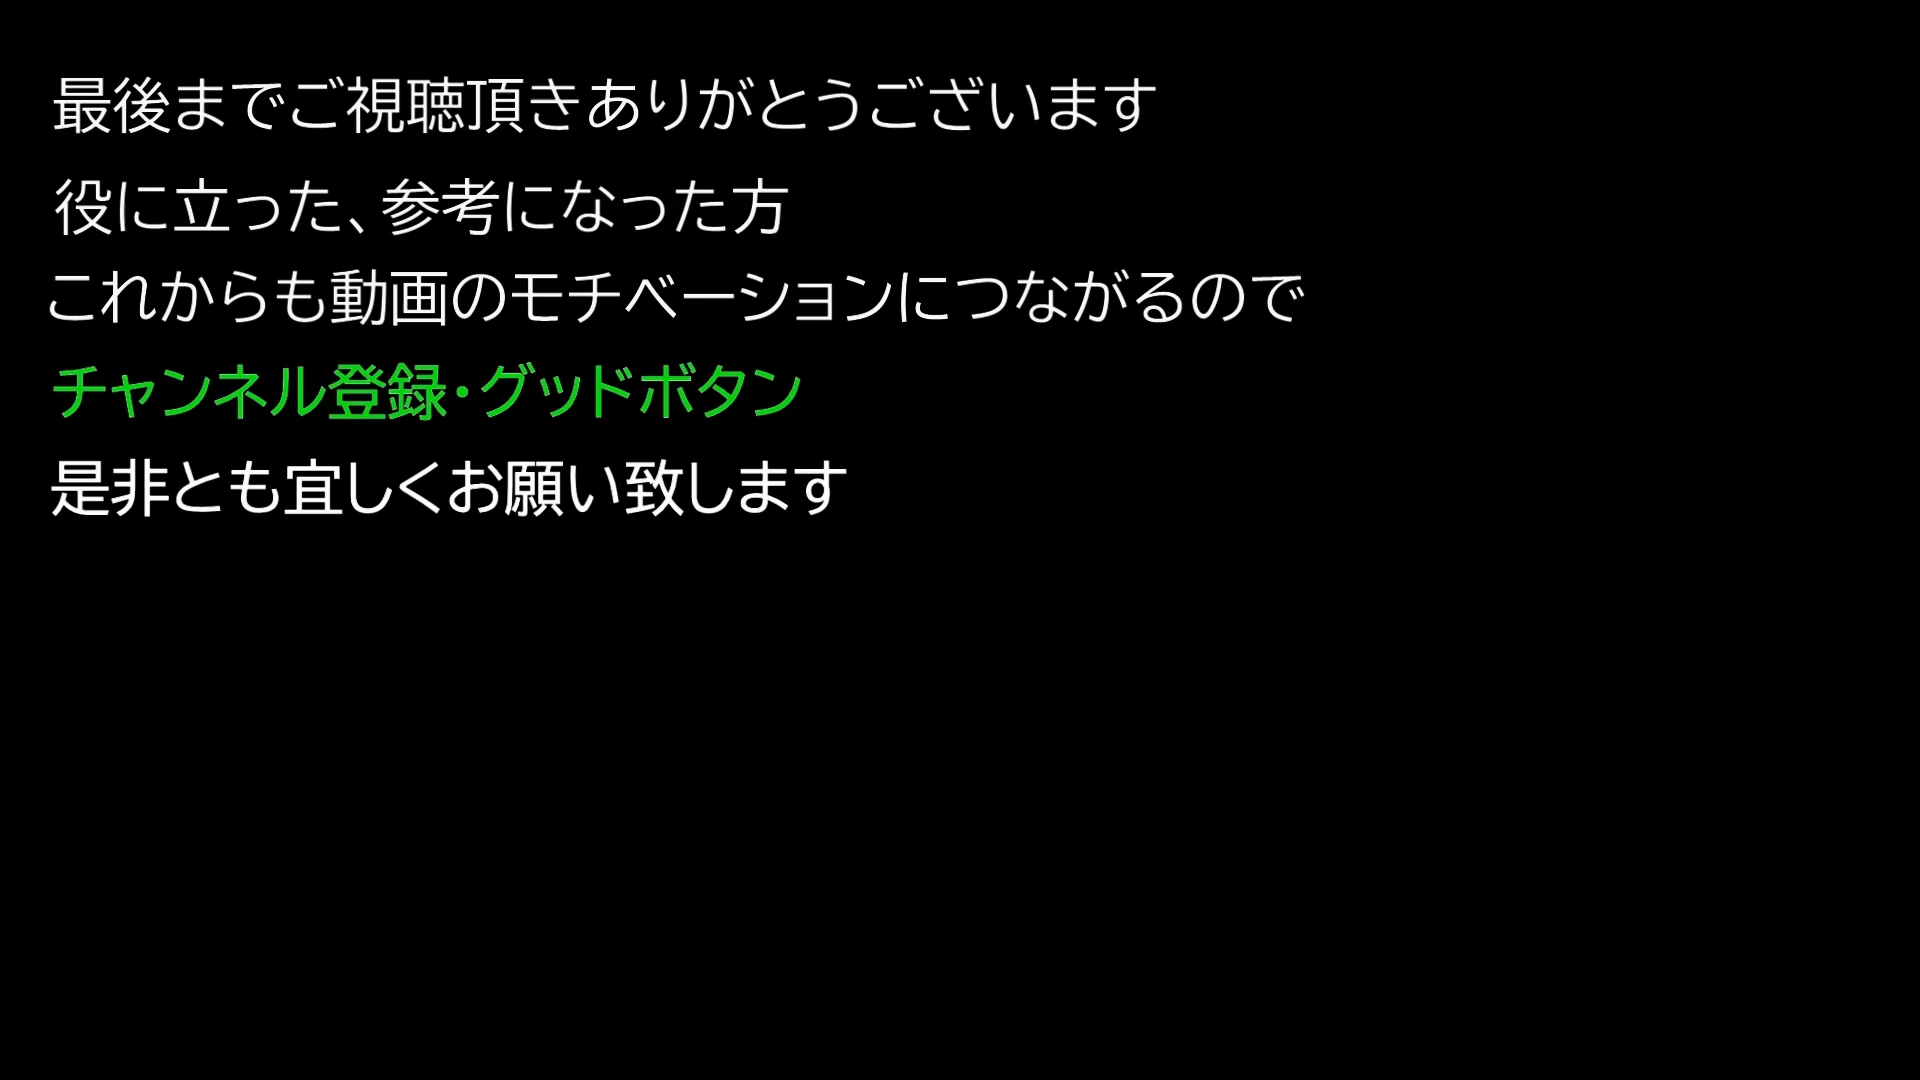 最後までご視聴頂きありがとうございます
役に立った、参考になった方
これからも動画のモチベーションにつながるので
チャンネル登録・グッドボタン
是非とも宜しくお願い致します